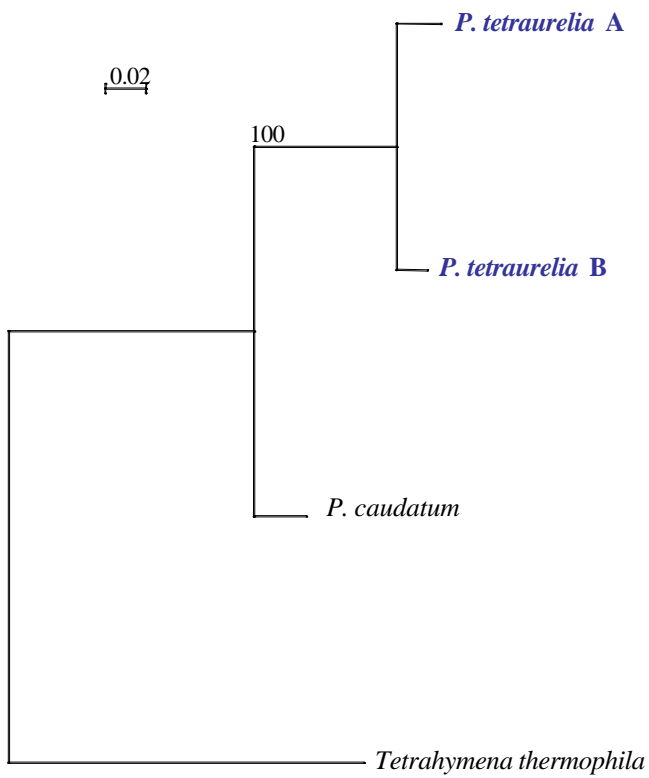 P. tetraurelia A
0.02
100
P. tetraurelia B
P. caudatum
Tetrahymena thermophila